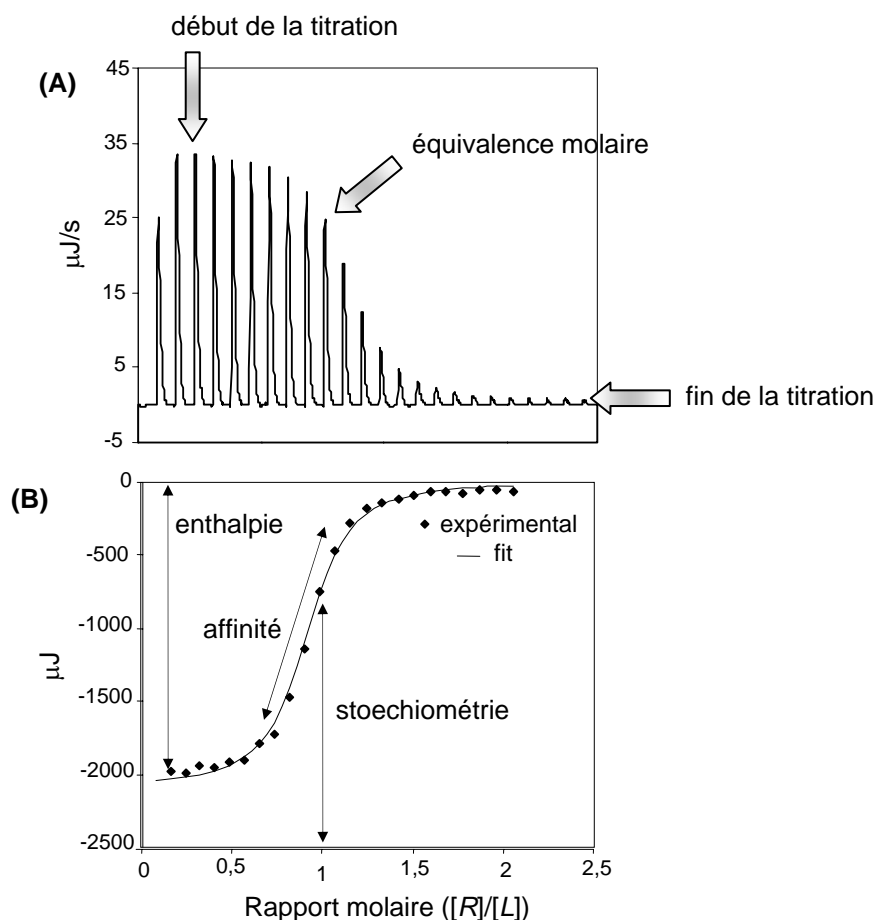 début de la titration
(A)
45
35
25
15
5
-5
µJ/s
équivalence molaire
fin de la titration
(B)
0
-500
-1000
-1500
-2000
-2500
µJ
enthalpie
expérimental
fit
affinité
stoechiométrie
0
0,5
1
1,5
2
2,5
Rapport molaire ([R]/[L])